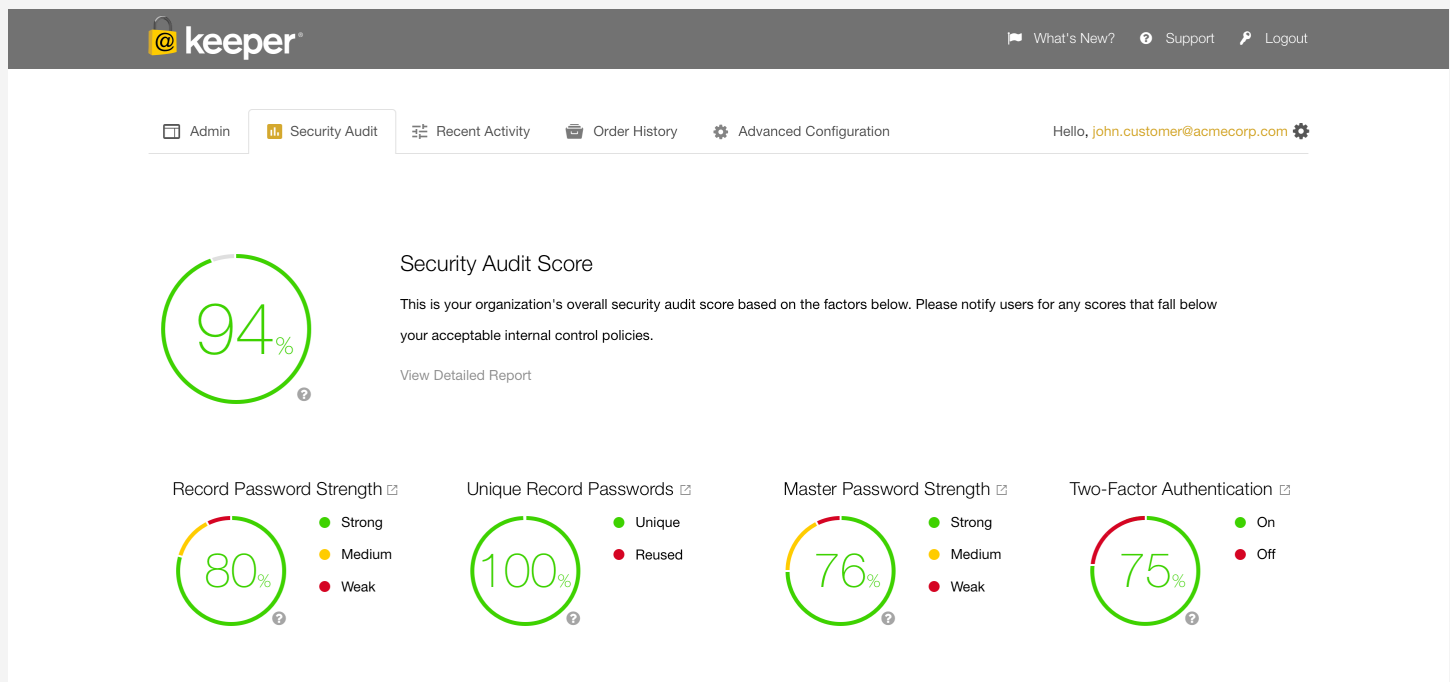 @ keeper®
What's New? Support Logout
Admin Security Audit Recent Activity Order History Advanced Configuration Hello, john.customer@acmecorp.com
94%
?
Security Audit Score
This is your organization's overall security audit score based on the factors below. Please notify users for any scores that fall below
your acceptable internal control policies.
View Detailed Report
Record Password Strength
80%
?
Strong
Medium
Weak
Unique Record Passwords
100%
?
Unique
Reused
Master Password Strength
76%
?
Strong
Medium
Weak
Two-Factor Authentication
75%
?
On
Off